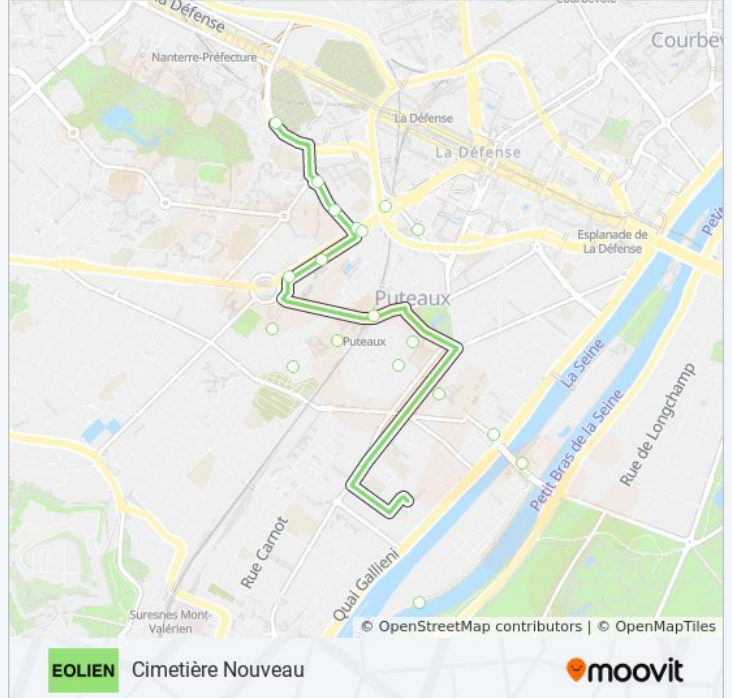 Courbevoie
La Défense
Nanterre-Préfecture
Courbev
La Défense
La Défense
Petit
Esplanade de
La Défense
Puteaux
Puteaux
La Seine
Petit Bras de la Seine
Rue de Longchamp
Rue Carnot
Quai Gallieni
Suresnes Mont-
Valérien
© OpenStreetMap contributors | © OpenMapTiles
EOLIEN
Cimetière Nouveau
moovit